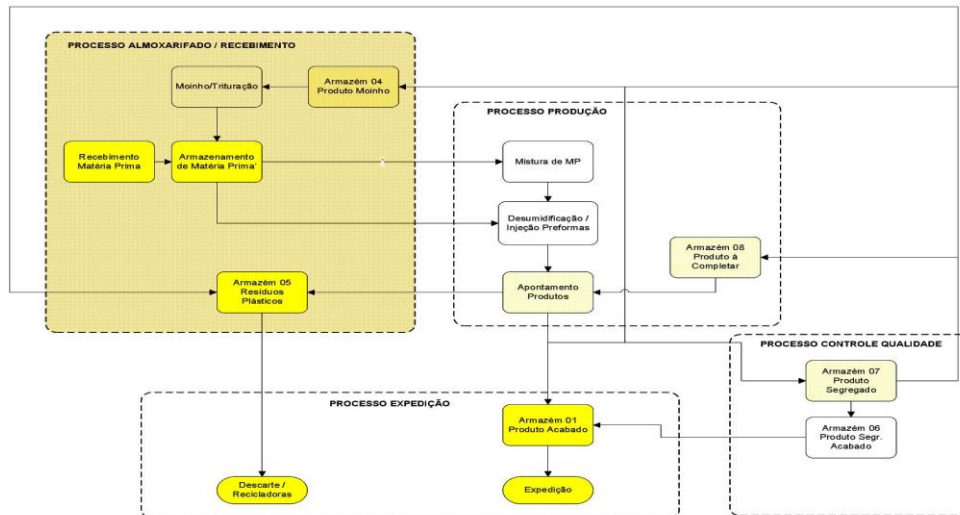 PROCESSO ALMOXARIFADO / RECEBIMENTO
Moinho/Trituração
Armazém 04
Produto Moinho
Recebimento
Matéria Prima
Armazenamento
de Matéria Prima'
Armazém 05
Resíduos
Plásticos
PROCESSO PRODUÇÃO
Mistura de MP
Desumidificação /
Injeção Preformas
Armazém 08
Produto à
Completar
Apontamento
Produtos
PROCESSO CONTROLE QUALIDADE
Armazém 07
Produto
Segregado
Armazém 06
Produto Segr.
Acabado
PROCESSO EXPEDIÇÃO
Armazém 01
Produto Acabado
Descarte /
Recicladoras
Expedição